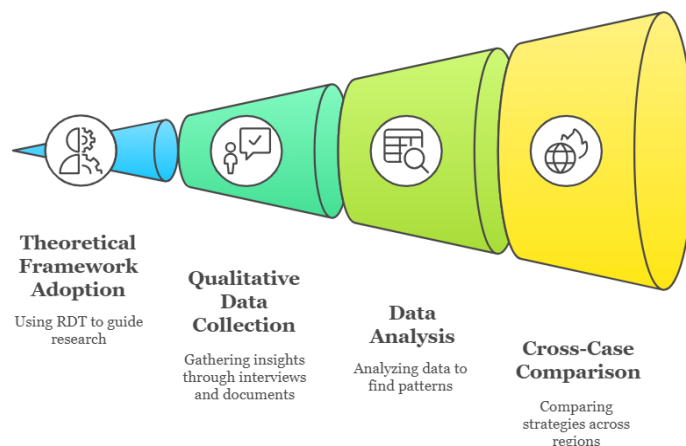 Theoretical
Framework
Adoption
Using RDT to guide
research
Qualitative
Data
Collection
Gathering insights
through interviews
and documents
Data
Analysis
Analyzing data to
find patterns
Cross-Case
Comparison
Comparing
strategies across
regions